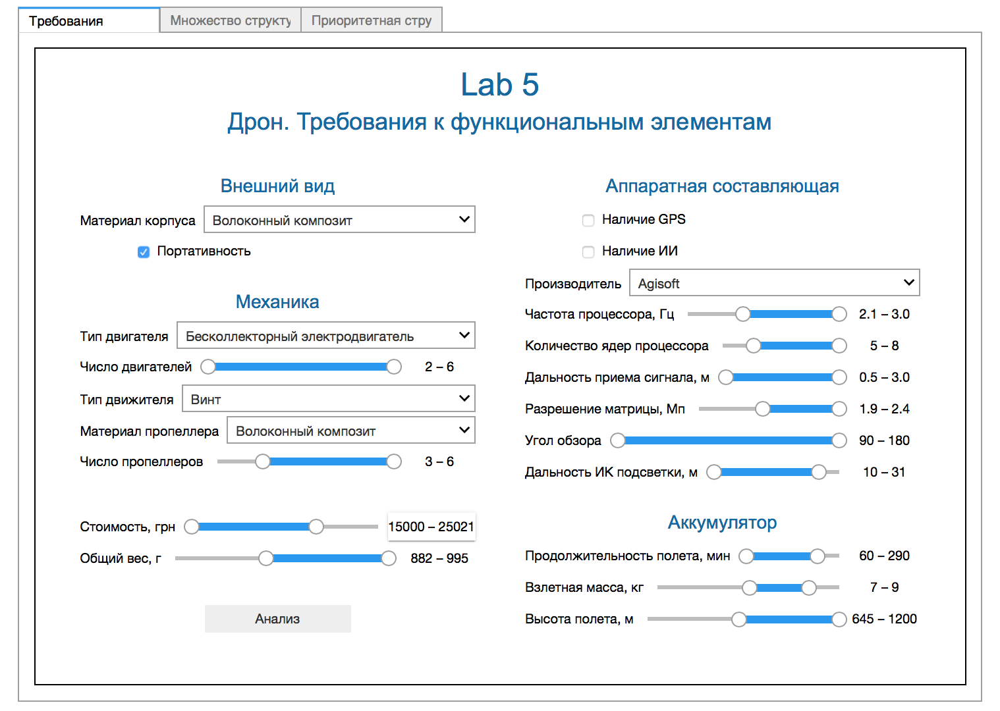 Требования
Множество структу
Приоритетная стру
Lab 5
Дрон. Требования к функциональным элементам
Внешний вид
Материал корпуса
Волоконный композит
Портативность
Механика
Тип двигателя
Бесколлекторный электродвигатель
Число двигателей 2 – 6
Тип движителя
Винт
Материал пропеллера
Волоконный композит
Число пропеллеров 3 – 6
Стоимость, грн 15000 – 25021
Общий вес, г 882 – 995
Анализ
Аппаратная составляющая
Наличие GPS
Наличие ИИ
Производитель
Agisoft
Частота процессора, Гц 2.1 – 3.0
Количество ядер процессора 5 – 8
Дальность приема сигнала, м 0.5 – 3.0
Разрешение матрицы, Мп 1.9 – 2.4
Угол обзора 90 – 180
Дальность ИК подсветки, м 10 – 31
Аккумулятор
Продолжительность полета, мин 60 – 290
Взлетная масса, кг 7 – 9
Высота полета, м 645 – 1200